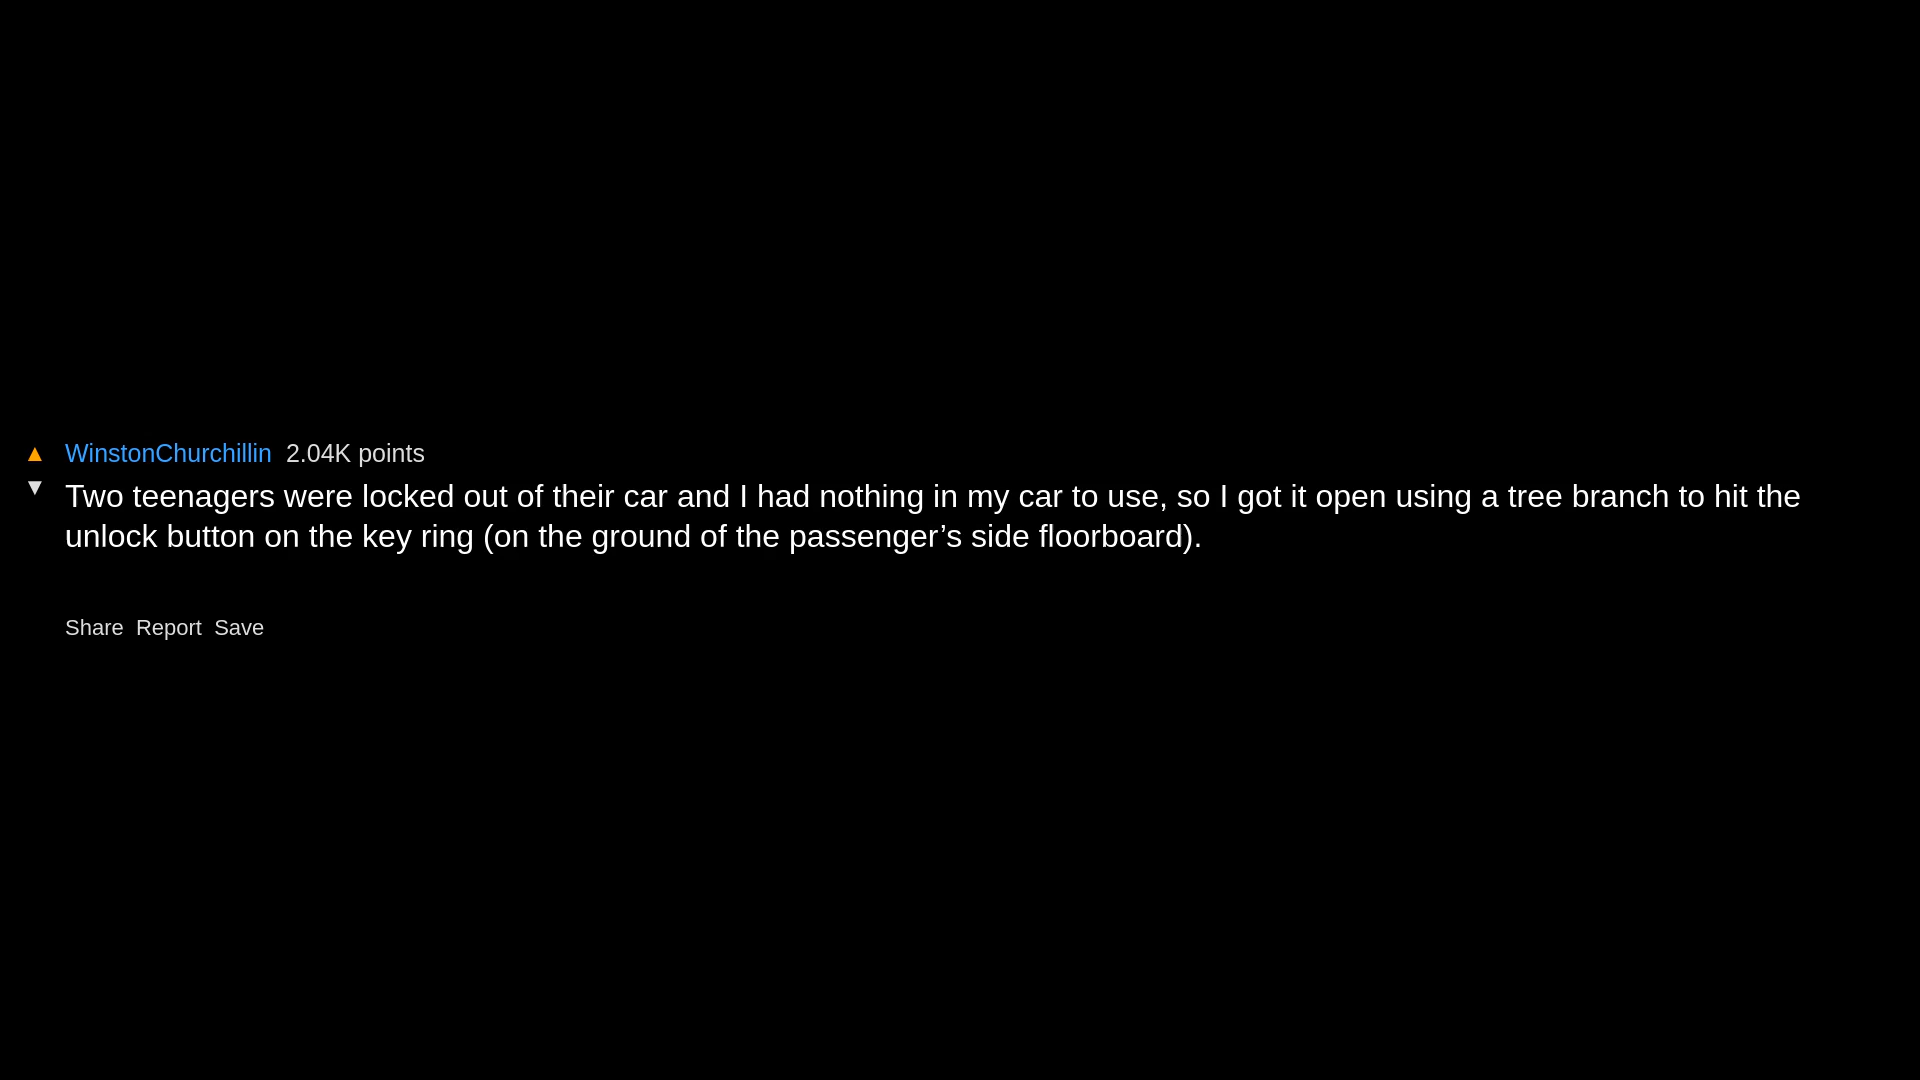 ▲ WinstonChurchillin 2.04K points
▼ Two teenagers were locked out of their car and I had nothing in my car to use, so I got it open using a tree branch to hit the
unlock button on the key ring (on the ground of the passenger’s side floorboard).
Share Report Save